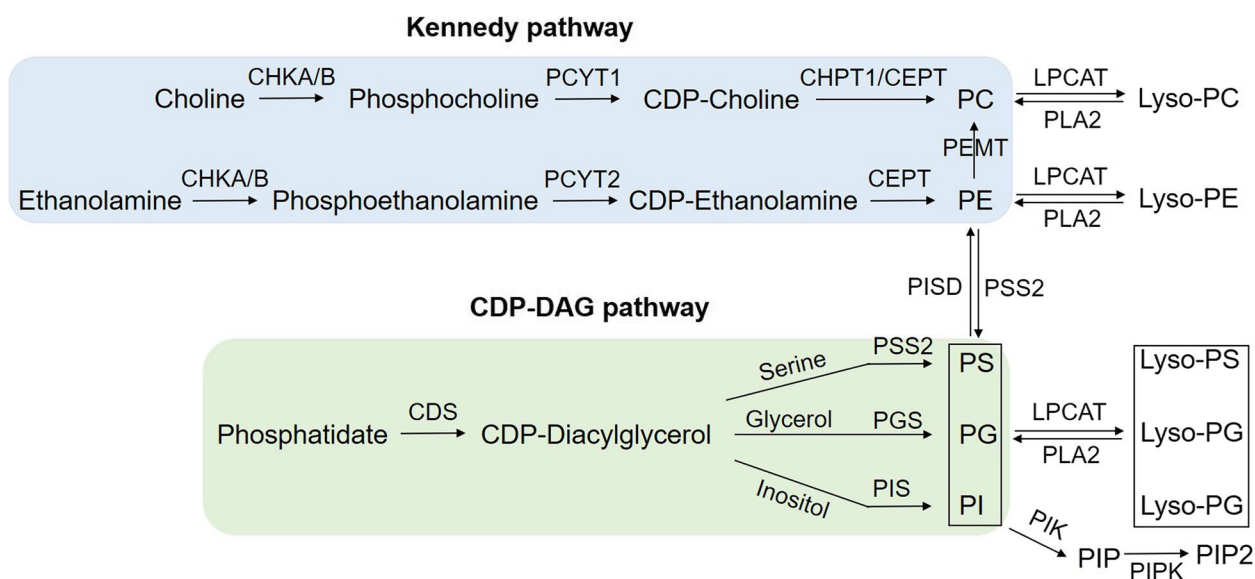 Kennedy pathway
CHKA/B PCYT1 CHPT1/CEPT LPCAT
Choline Phosphocholine CDP-Choline PC Lyso-PC
PLA2
PEMT
CHKA/B PCYT2 CEPT LPCAT
Ethanolamine Phosphoethanolamine CDP-Ethanolamine PE Lyso-PE
PLA2
PISD PSS2
CDP-DAG pathway
Serine PSS2 PS Lyso-PS
CDS Glycerol PGS LPCAT
Phosphatidate CDP-Diacylglycerol PG Lyso-PG
PLA2
Inositol PIS PI Lyso-PG
PIK
PIP PIPK PIP2